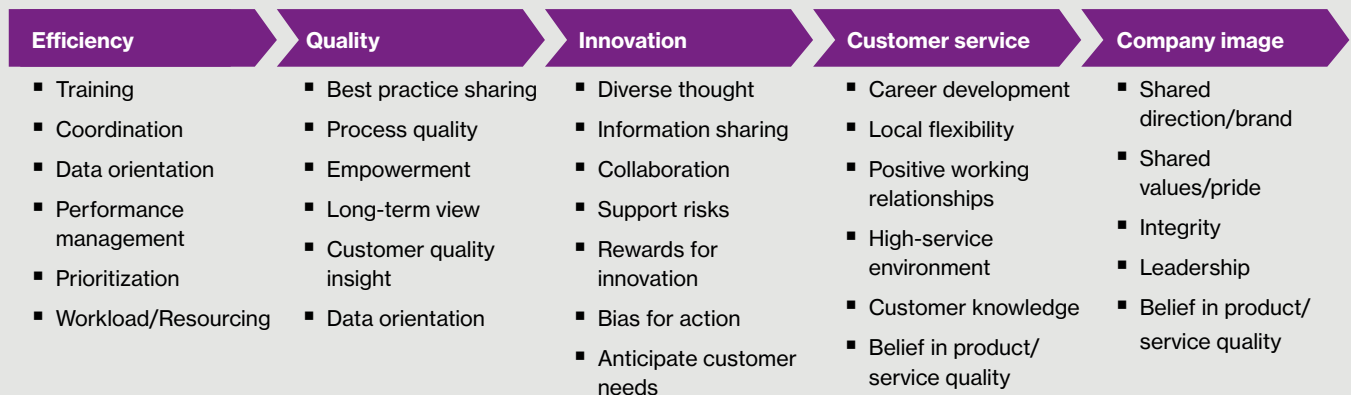 Efficiency
Training
Coordination
Data orientation
Performance
management
Prioritization
Workload/Resourcing
Quality
Best practice sharing
Process quality
Empowerment
Long-term view
Customer quality
insight
Data orientation
Innovation
Diverse thought
Information sharing
Collaboration
Support risks
Rewards for
innovation
Bias for action
Anticipate customer
needs
Customer service
Career development
Local flexibility
Positive working
relationships
High-service
environment
Customer knowledge
Belief in product/
service quality
Company image
Shared
direction/brand
Shared
values/pride
Integrity
Leadership
Belief in product/
service quality